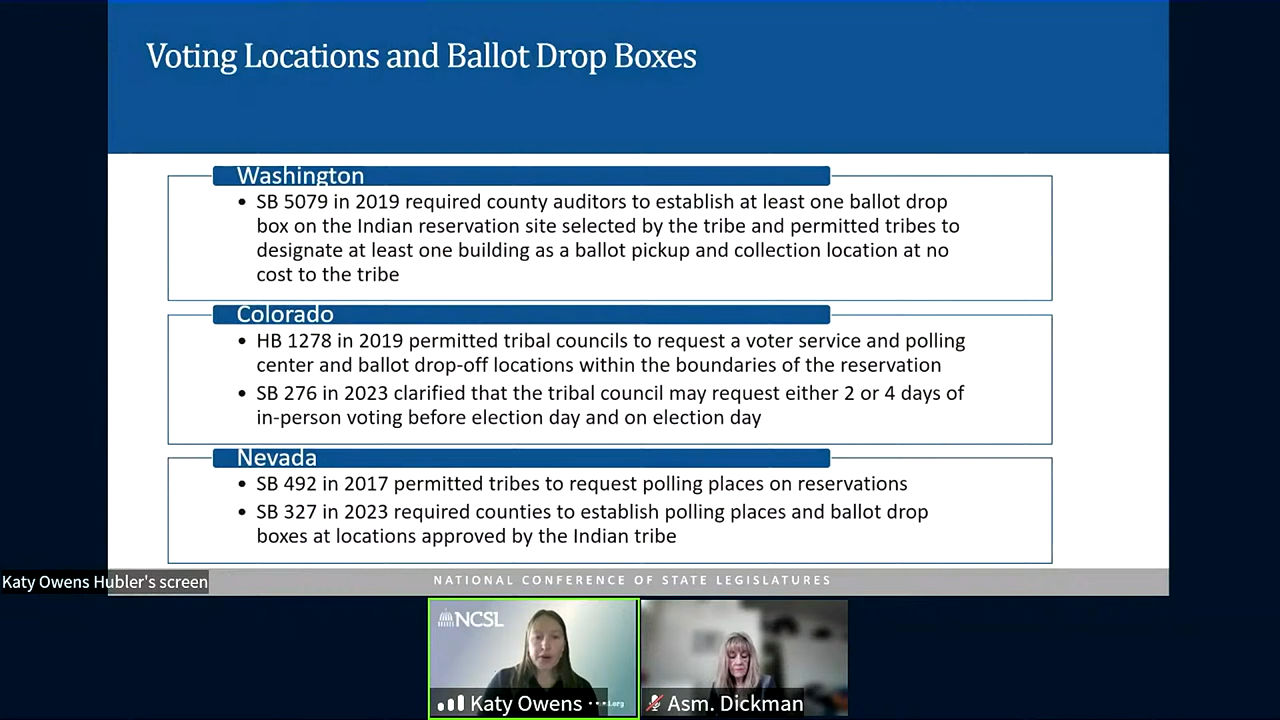 Voting Locations and Ballot Drop Boxes
Washington
• SB 5079 in 2019 required county auditors to establish at least one ballot drop
box on the Indian reservation site selected by the tribe and permitted tribes to
designate at least one building as a ballot pickup and collection location at no
cost to the tribe
Colorado
• HB 1278 in 2019 permitted tribal councils to request a voter service and polling
center and ballot drop-off locations within the boundaries of the reservation
• SB 276 in 2023 clarified that the tribal council may request either 2 or 4 days of
in-person voting before election day and on election day
Nevada
• SB 492 in 2017 permitted tribes to request polling places on reservations
• SB 327 in 2023 required counties to establish polling places and ballot drop
boxes at locations approved by the Indian tribe
Katy Owens Hubler's screen
NATIONAL CONFERENCE OF STATE LEGISLATURES
NCSL
Katy Owens ···
Asm. Dickman